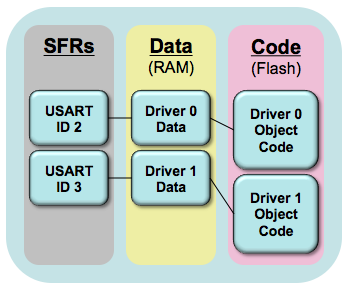 SFRs
Data
(RAM)
Code
(Flash)
USART
ID 2
Driver 0
Data
Driver 0
Object
Code
USART
ID 3
Driver 1
Data
Driver 1
Object
Code